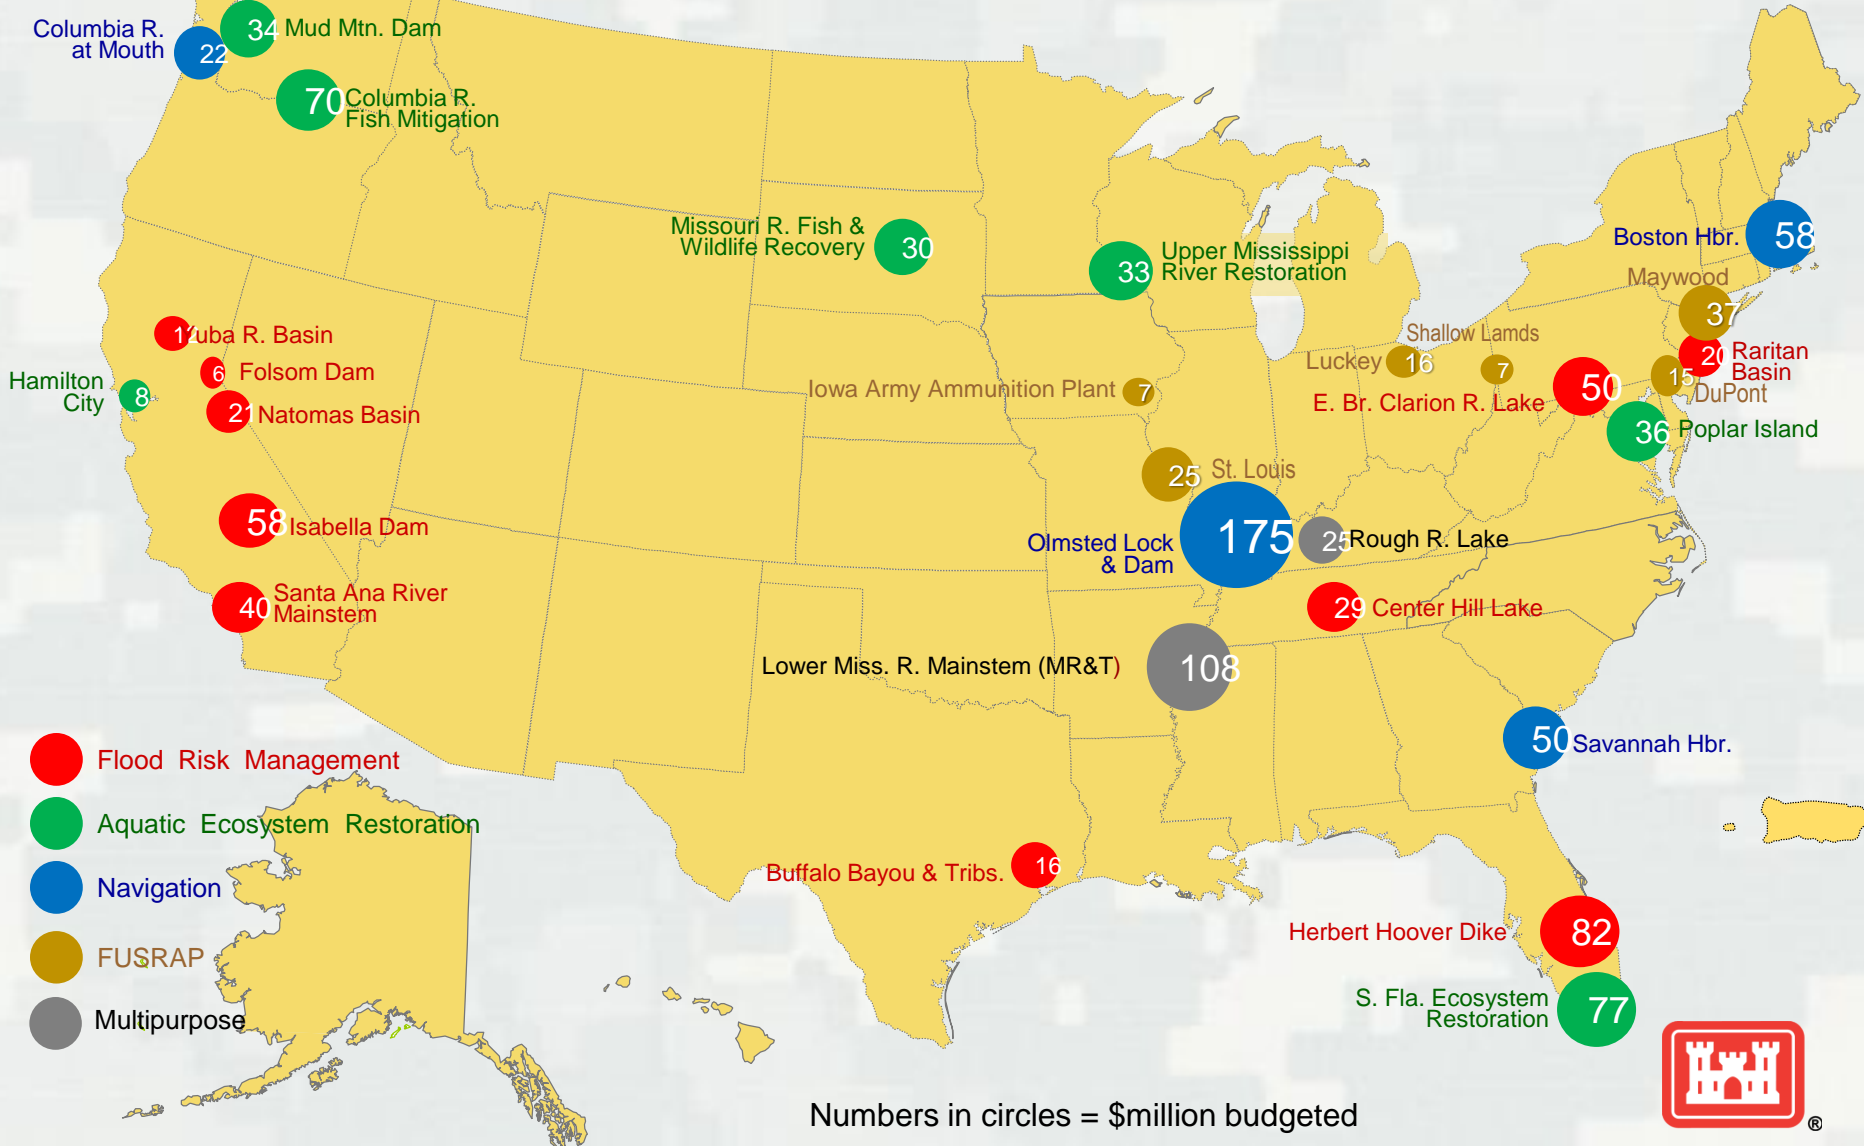 Columbia R.
at Mouth
22
34
Mud Mtn. Dam
70
Columbia R.
Fish Mitigation
Missouri R. Fish &
Wildlife Recovery
30
33
Upper Mississippi
River Restoration
Boston Hbr.
58
Maywood
37
12
Yuba R. Basin
Shallow Lamds
Luckey
16
7
20
Raritan
Basin
6
Folsom Dam
Hamilton
City
8
21
Natomas Basin
Iowa Army Ammunition Plant
7
E. Br. Clarion R. Lake
50
15
DuPont
36
Poplar Island
25
St. Louis
58
Isabella Dam
Olmsted Lock
& Dam
175
25
Rough R. Lake
40
Santa Ana River
Mainstem
29
Center Hill Lake
Lower Miss. R. Mainstem (MR&T)
108
50
Savannah Hbr.
Flood Risk Management
Aquatic Ecosystem Restoration
Navigation
FUSRAP
Multipurpose
Buffalo Bayou & Tribs.
16
Herbert Hoover Dike
82
S. Fla. Ecosystem
Restoration
77
Numbers in circles = $million budgeted
®